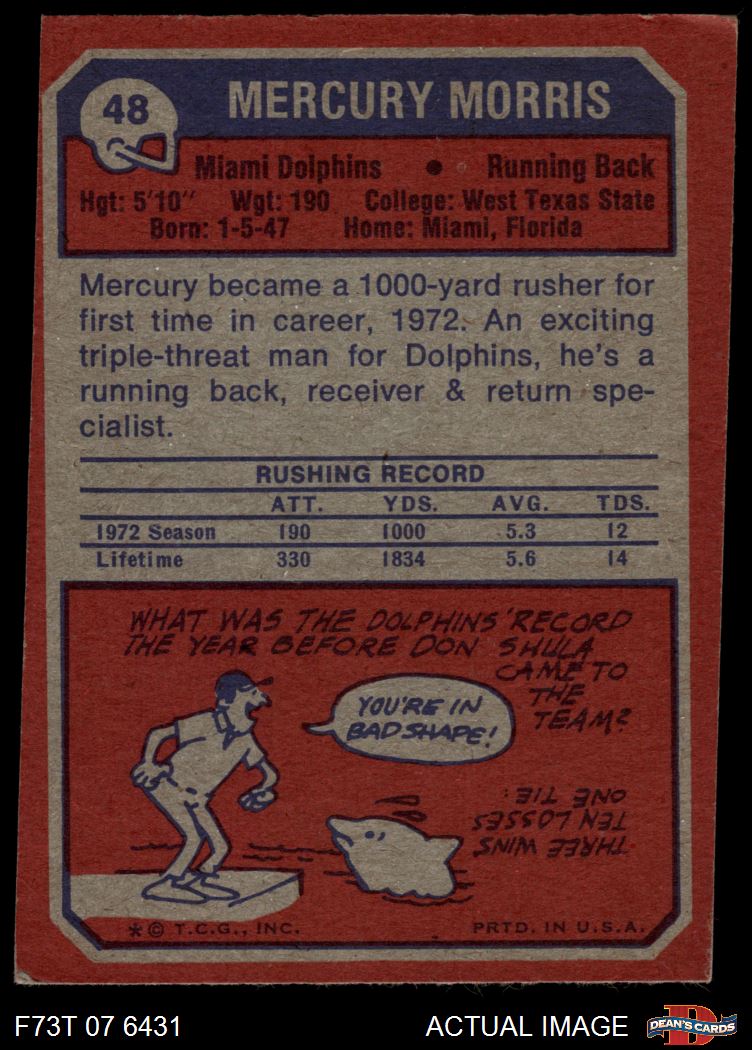 48
MERCURY MORRIS
Miami Dolphins • Running Back
Hgt: 5'10" Wgt: 190 College: West Texas State
Born: 1-5-47 Home: Miami, Florida
Mercury became a 1000-yard rusher for
first time in career, 1972. An exciting
triple-threat man for Dolphins, he's a
running back, receiver & return spe-
cialist.
RUSHING RECORD
ATT. YDS. AVG. TDS.
1972 Season 190 1000 5.3 12
Lifetime 330 1834 5.6 14
WHAT WAS THE DOLPHINS' RECORD
THE YEAR BEFORE DON SHULA
CAME TO
THE
TEAM?
YOU'RE IN
BAD SHAPE!
THREE WINS
TEN LOSSES
ONE TIE.
* © T.C.G., INC. PRTD. IN U.S.A.
F73T 07 6431 ACTUAL IMAGE
D
DEAN'S CARDS